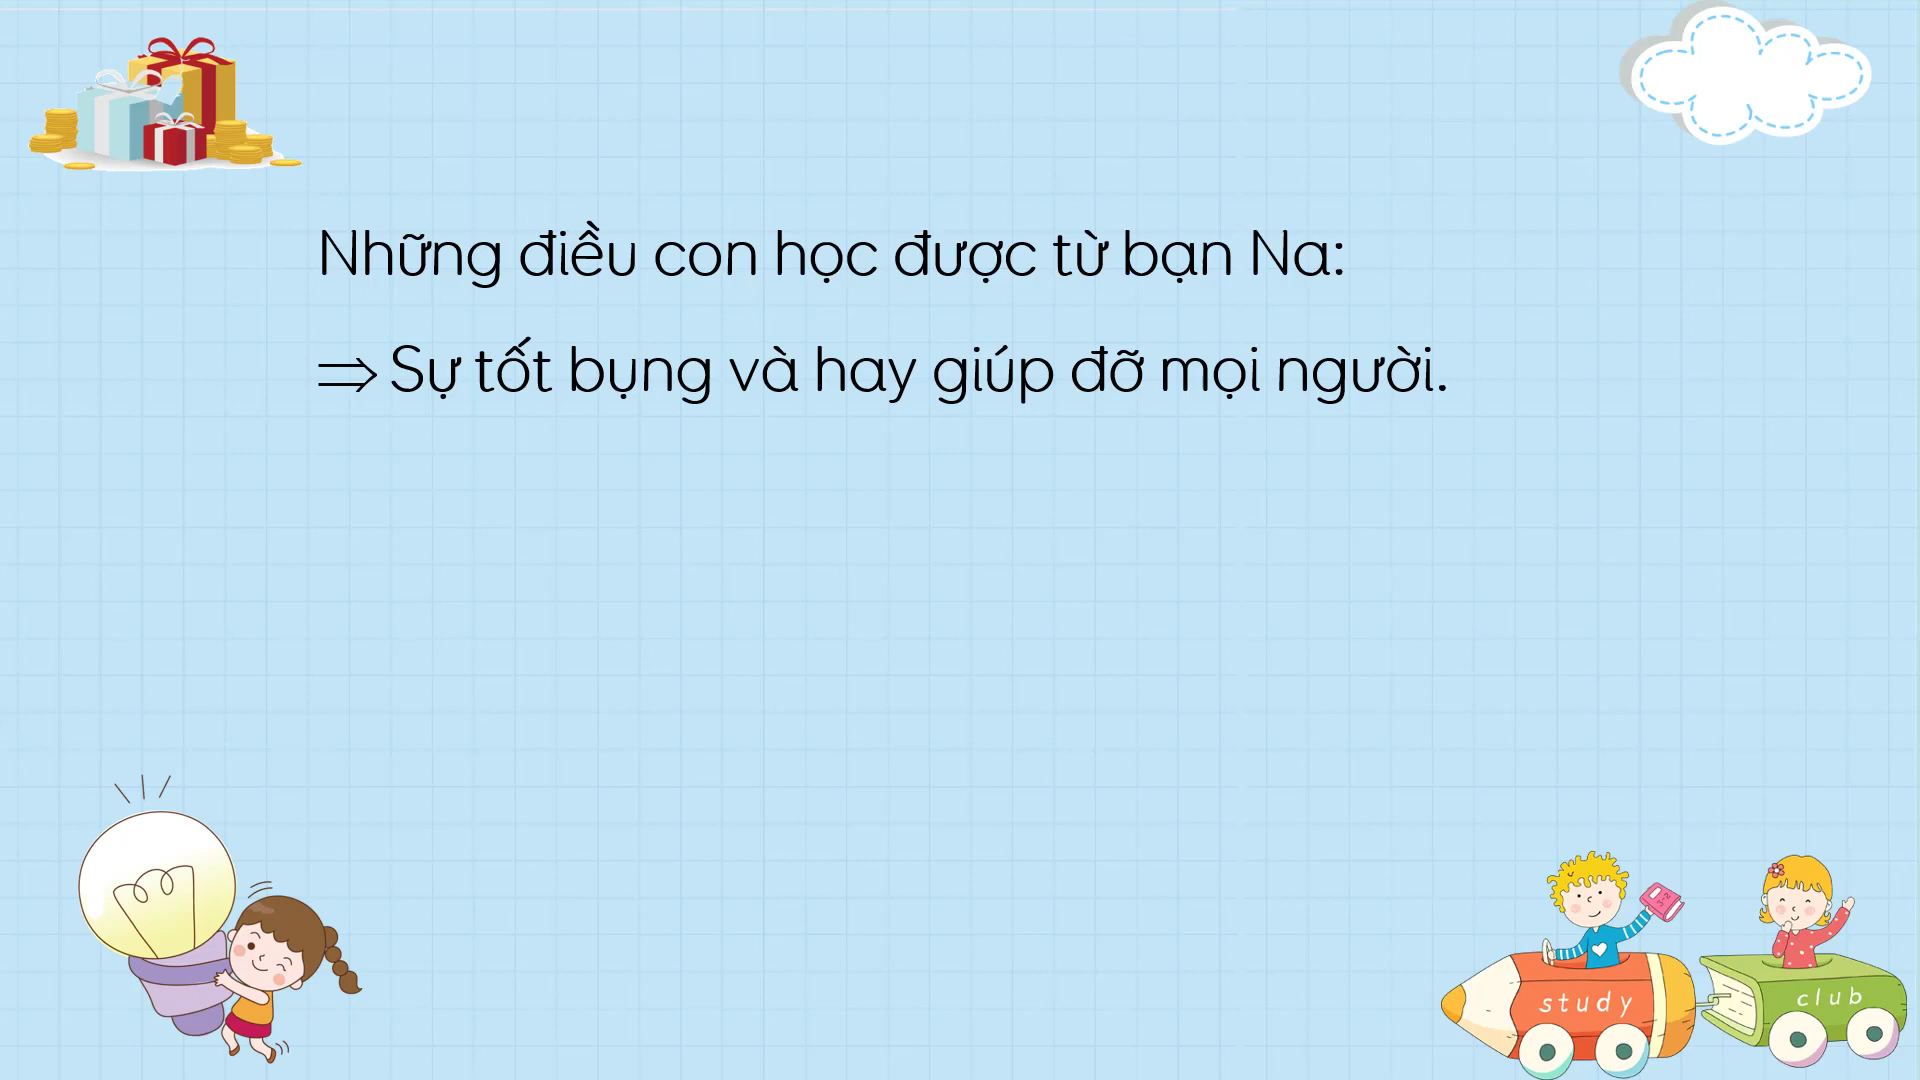 Những điều con học được từ bạn Na:
⇒ Sự tốt bụng và hay giúp đỡ mọi người.
study
club